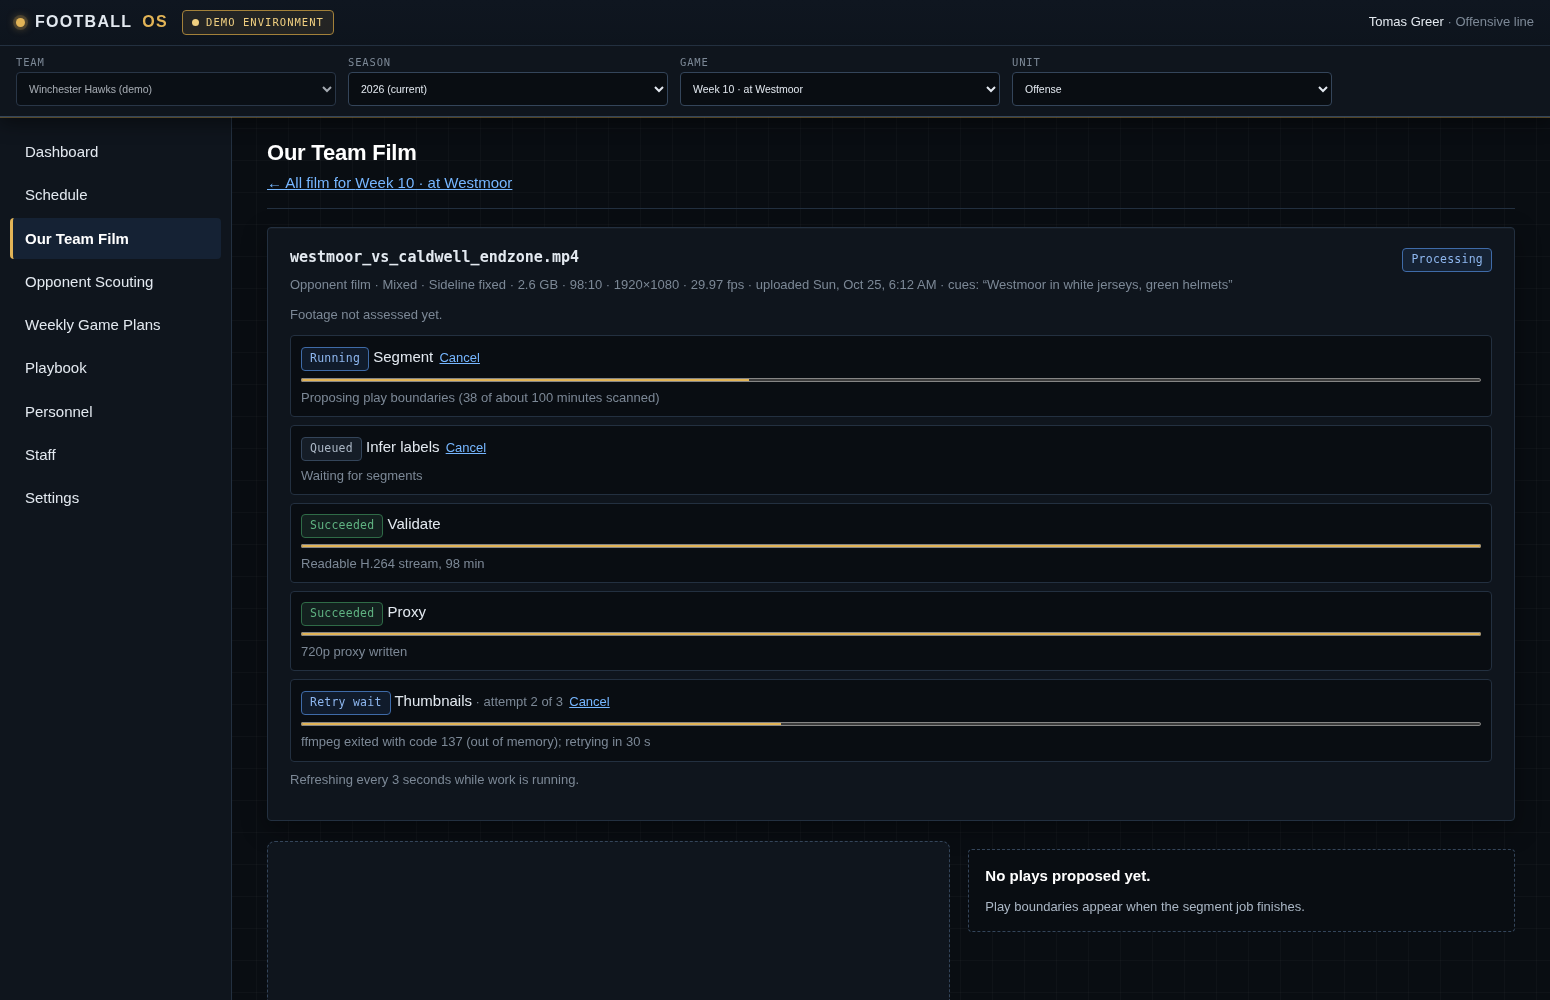 FOOTBALL OS
DEMO ENVIRONMENT
Tomas Greer · Offensive line
TEAM
Winchester Hawks (demo)
SEASON
2026 (current)
GAME
Week 10 · at Westmoor
UNIT
Offense
Dashboard
Schedule
Our Team Film
Opponent Scouting
Weekly Game Plans
Playbook
Personnel
Staff
Settings
Our Team Film
← All film for Week 10 · at Westmoor
westmoor_vs_caldwell_endzone.mp4
Processing
Opponent film · Mixed · Sideline fixed · 2.6 GB · 98:10 · 1920×1080 · 29.97 fps · uploaded Sun, Oct 25, 6:12 AM · cues: “Westmoor in white jerseys, green helmets”
Footage not assessed yet.
Running Segment Cancel
Proposing play boundaries (38 of about 100 minutes scanned)
Queued Infer labels Cancel
Waiting for segments
Succeeded Validate
Readable H.264 stream, 98 min
Succeeded Proxy
720p proxy written
Retry wait Thumbnails · attempt 2 of 3 Cancel
ffmpeg exited with code 137 (out of memory); retrying in 30 s
Refreshing every 3 seconds while work is running.
No plays proposed yet.
Play boundaries appear when the segment job finishes.